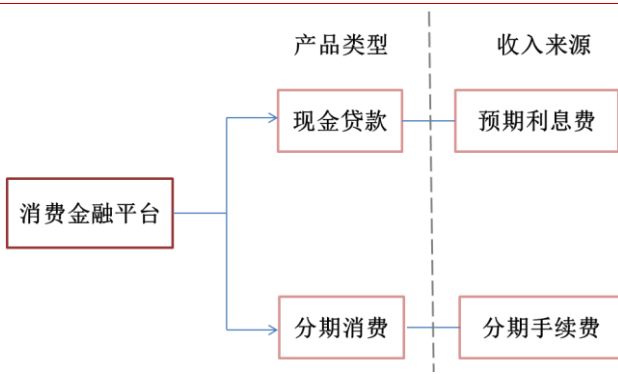 产品类型 收入来源
现金贷款 预期利息费
消费金融平台
分期消费 分期手续费